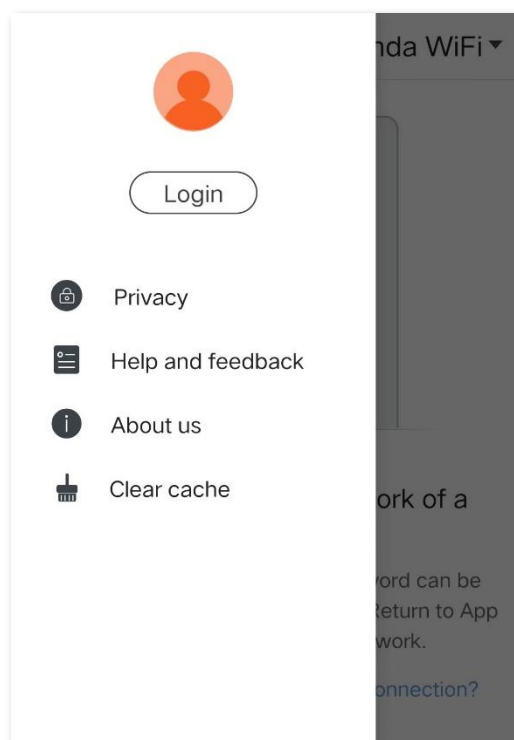 nda WiFi
Login
Privacy
Help and feedback
About us
Clear cache
ork of a
ord can be
Return to App
work.
onnection?